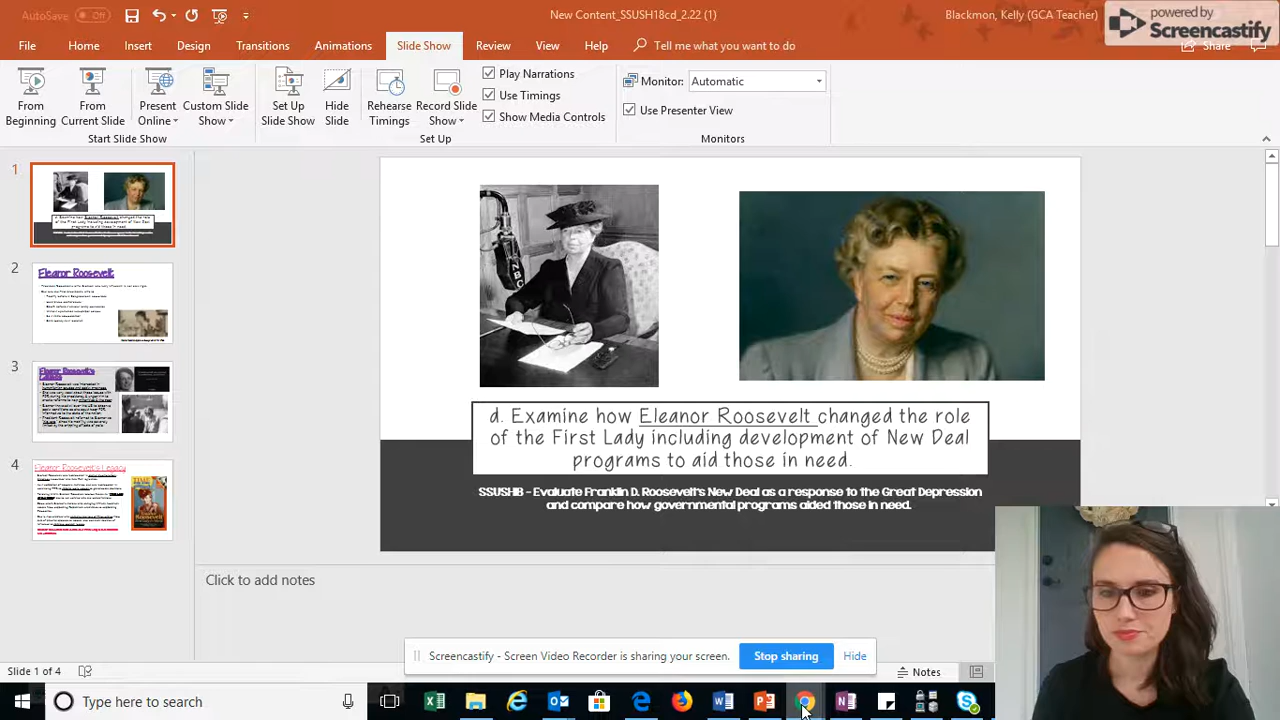 AutoSave Off
New Content_SSUSH18cd_2.22 (1)
Blackmon, Kelly (GCA Teacher)
powered by
Screencastify
File Home Insert Design Transitions Animations Slide Show Review View Help Tell me what you want to do
Share
From Beginning
From Current Slide
Present Online
Custom Slide Show
Set Up Slide Show
Hide Slide
Rehearse Timings
Record Slide Show
Play Narrations
Use Timings
Show Media Controls
Monitor: Automatic
Use Presenter View
Start Slide Show
Set Up
Monitors
1
2
Eleanor Roosevelt
3
4
Eleanor Roosevelt's Legacy
d. Examine how Eleanor Roosevelt changed the role
of the First Lady including development of New Deal
programs to aid those in need.
Evaluate Franklin D. Roosevelt's New Deal as a response to the Great Depression
and compare how governmental programs aided those in need.
Click to add notes
Screencastify - Screen Video Recorder is sharing your screen. Stop sharing Hide
Slide 1 of 4
Notes
Type here to search